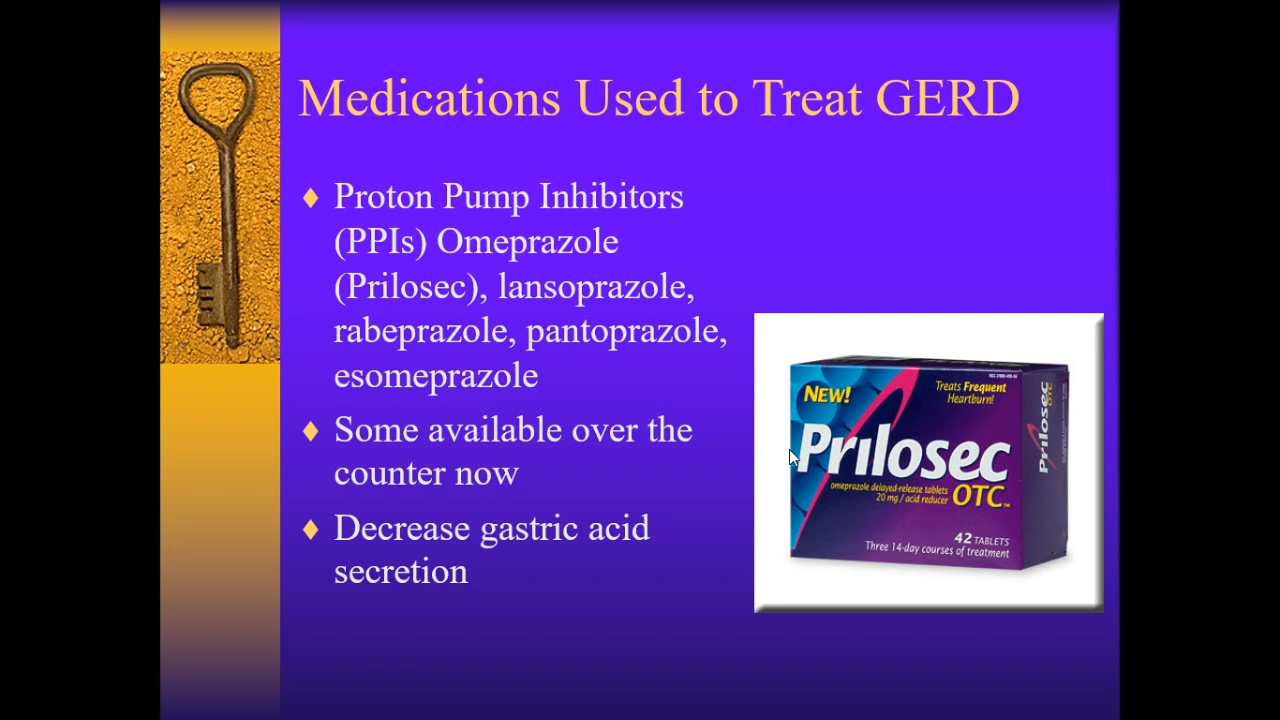 Medications Used to Treat GERD
Proton Pump Inhibitors
(PPIs) Omeprazole
(Prilosec), lansoprazole,
rabeprazole, pantoprazole,
esomeprazole
Some available over the
counter now
Decrease gastric acid
secretion
NEW!
Treats Frequent
Heartburn!
Prilosec
omeprazole delayed-release tablets
20 mg / acid reducer
OTC™
42 TABLETS
Three 14-day courses of treatment
Prilosec
OTC